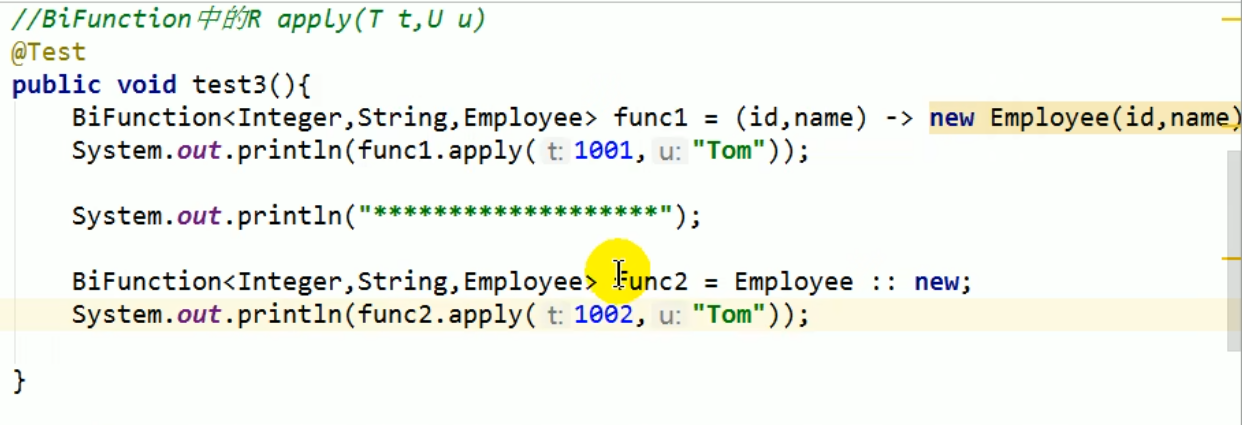 //BiFunction中的R apply(T t,U u)
@Test
public void test3(){
BiFunction<Integer,String,Employee> func1 = (id,name) -> new Employee(id,name)
System.out.println(func1.apply( t: 1001, u: "Tom"));
System.out.println("*******************");
BiFunction<Integer,String,Employee> func2 = Employee :: new;
System.out.println(func2.apply( t: 1002, u: "Tom"));
}